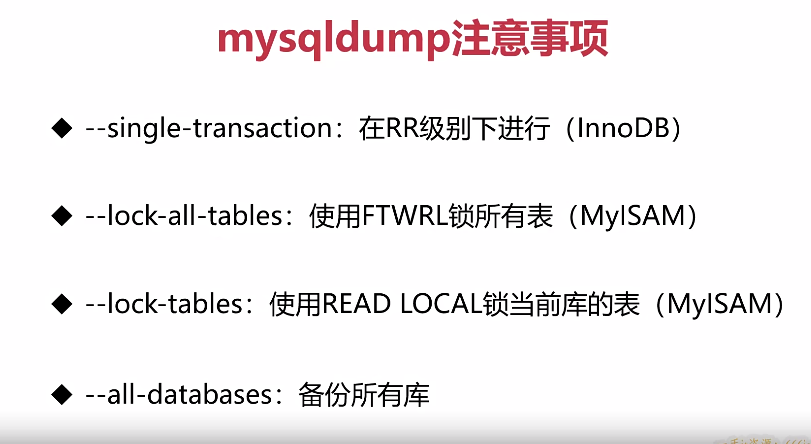 mysqldump注意事项
◆ --single-transaction：在RR级别下进行（InnoDB）
◆ --lock-all-tables：使用FTWRL锁所有表（MyISAM）
◆ --lock-tables：使用READ LOCAL锁当前库的表（MyISAM）
◆ --all-databases：备份所有库